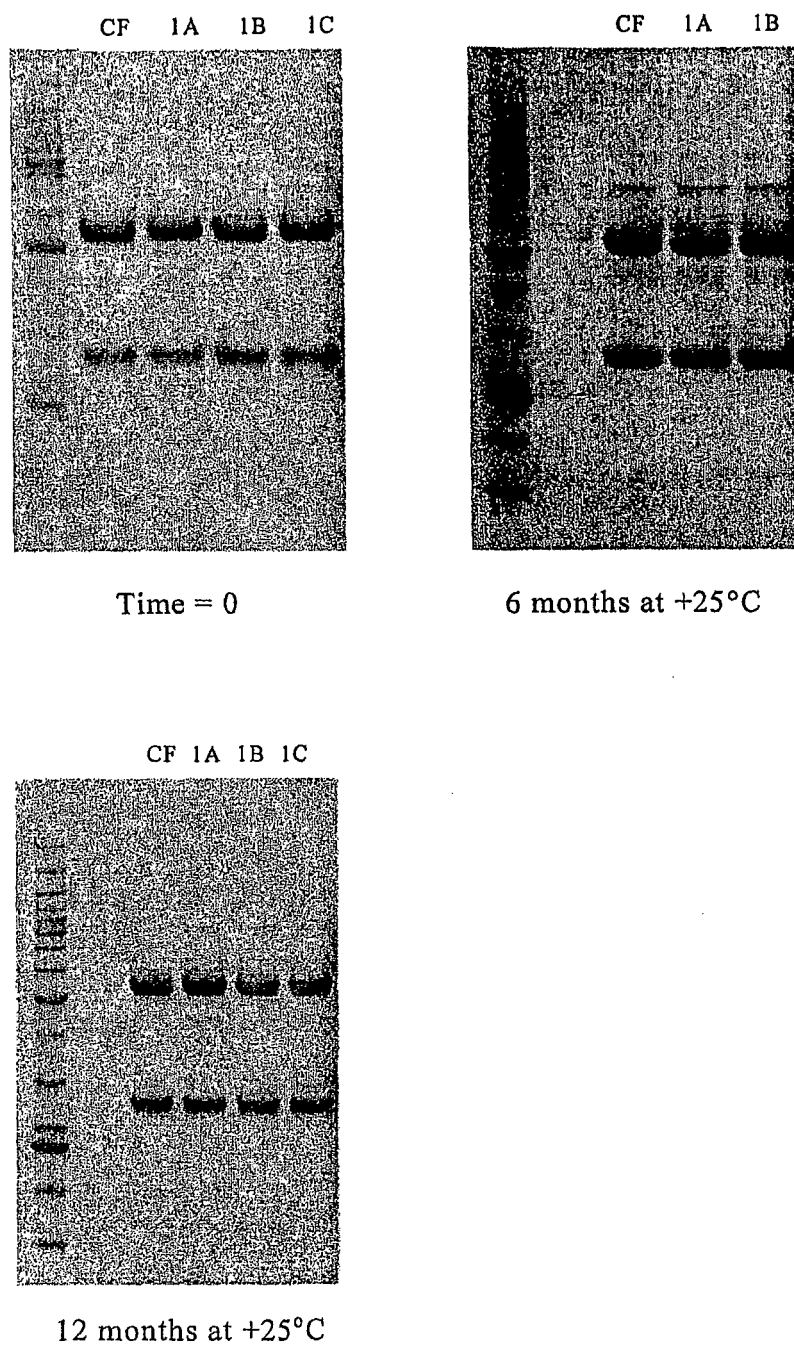 CF 1A 1B 1C
CF 1A 1B
Time = 0
6 months at +25°C
CF 1A 1B 1C
12 months at +25°C